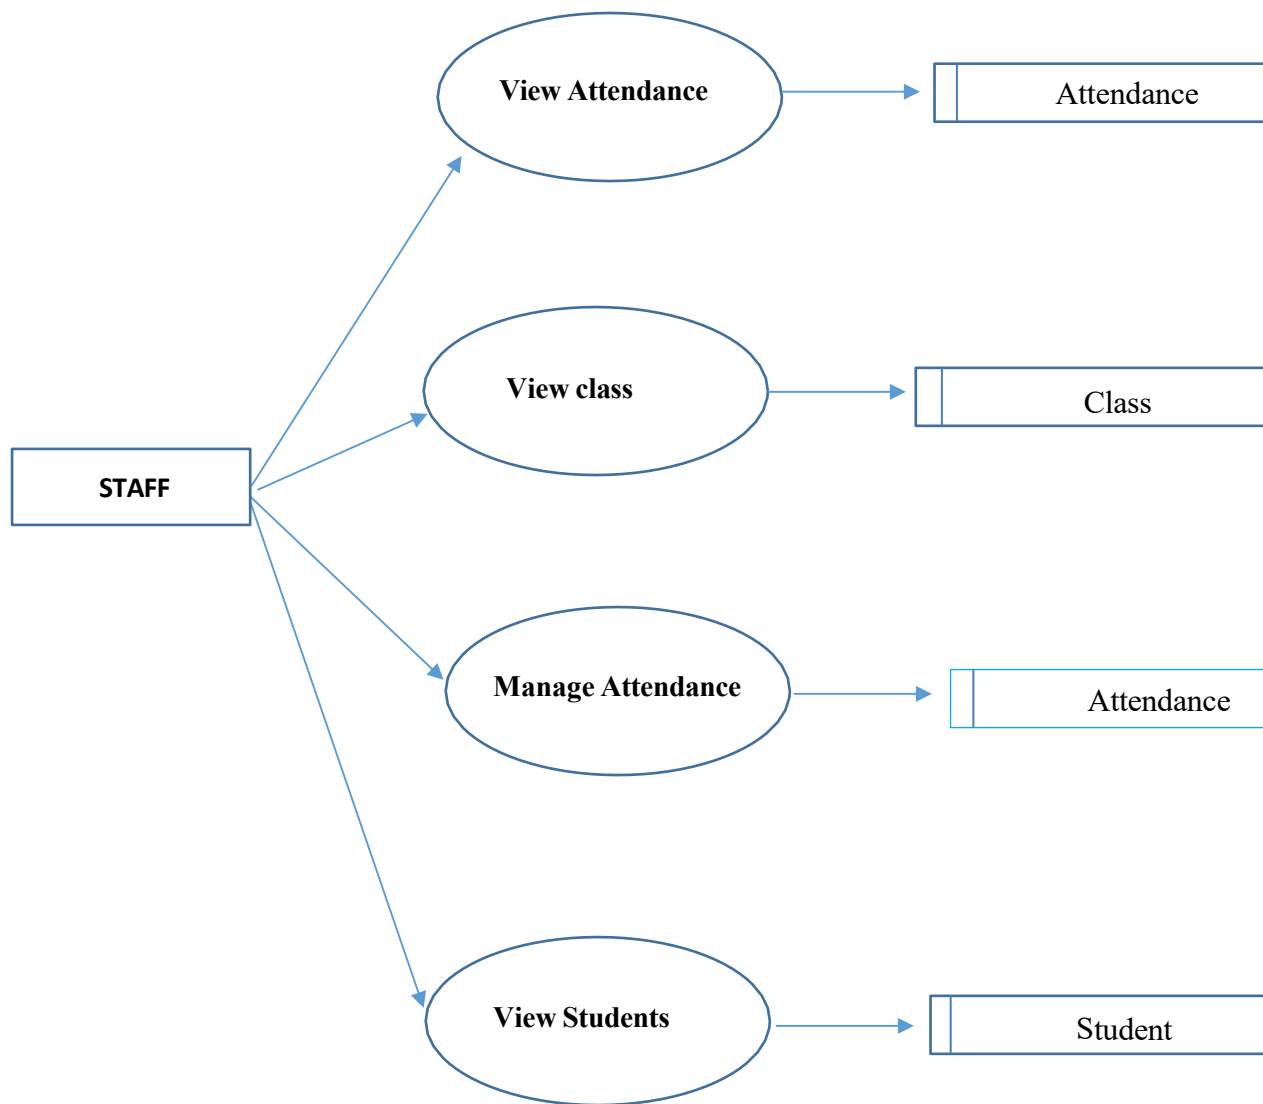 View Attendance
Attendance
View class
Class
STAFF
Manage Attendance
Attendance
View Students
Student